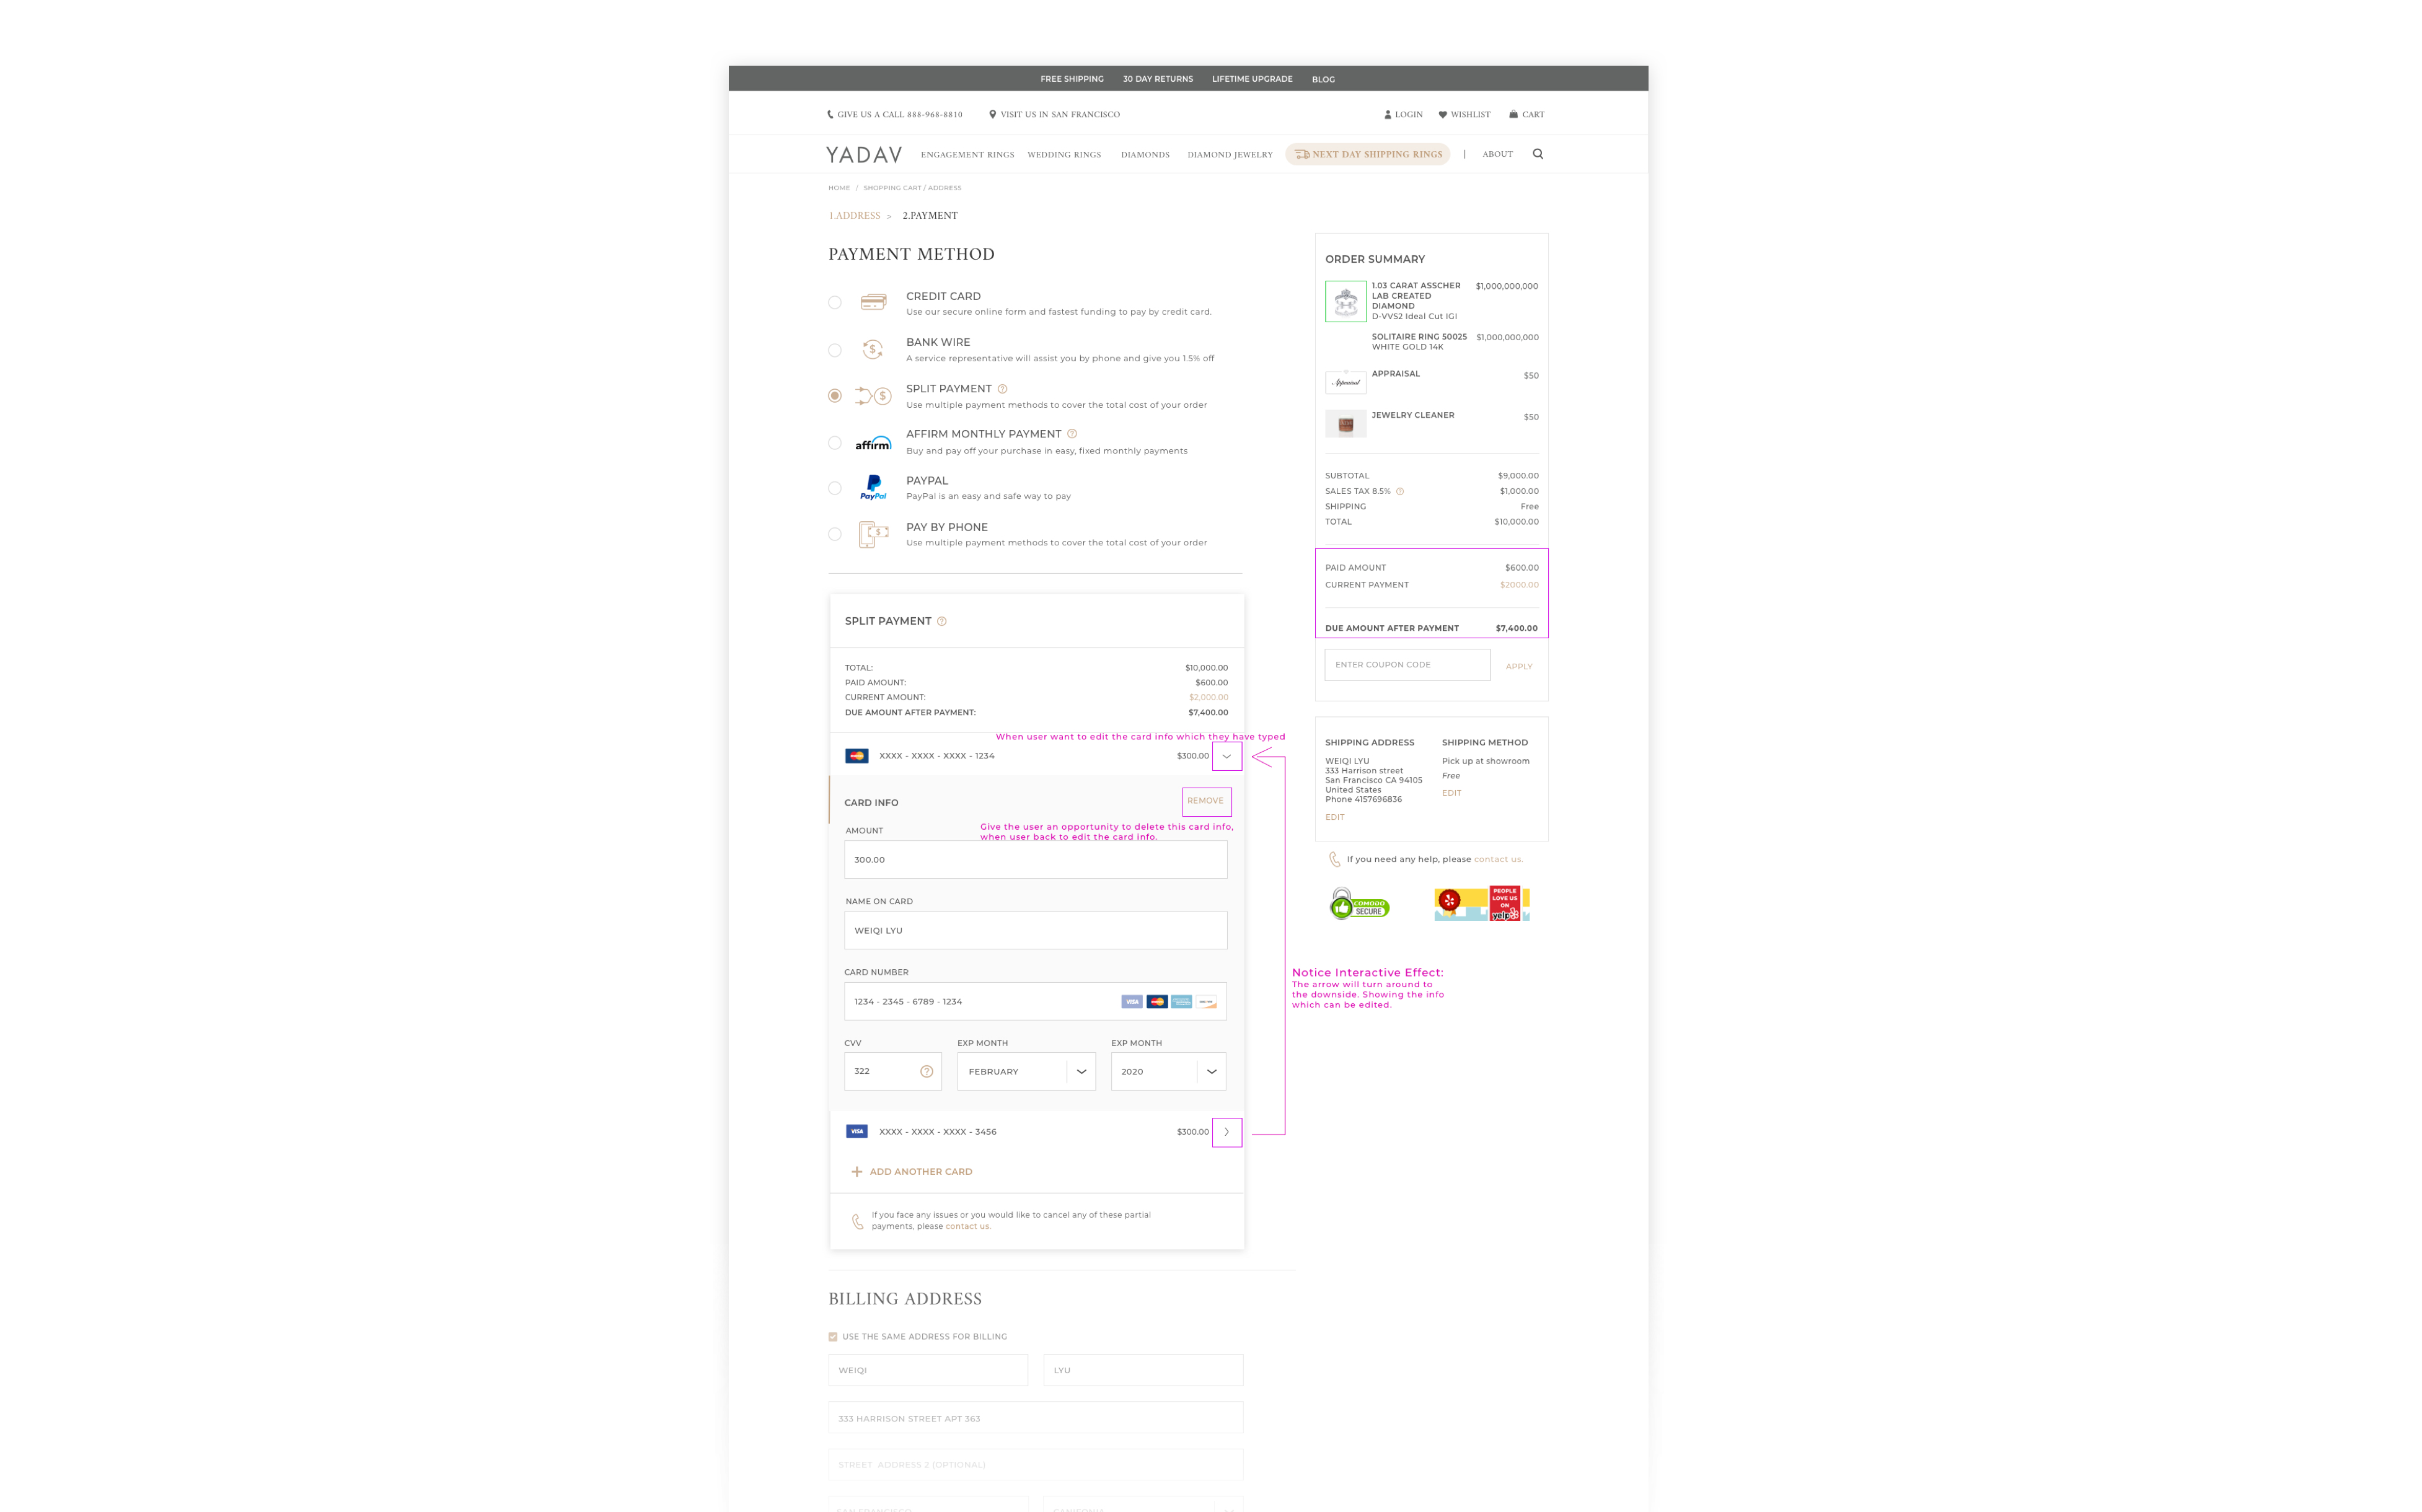 FREE SHIPPING 30 DAY RETURNS LIFETIME UPGRADE BLOG
GIVE US A CALL 888-968-8810 VISIT US IN SAN FRANCISCO LOGIN WISHLIST CART
YADAV ENGAGEMENT RINGS WEDDING RINGS DIAMONDS DIAMOND JEWELRY NEXT DAY SHIPPING RINGS | ABOUT
HOME / SHOPPING CART / ADDRESS
1.ADDRESS > 2.PAYMENT
PAYMENT METHOD
CREDIT CARD
Use our secure online form and fastest funding to pay by credit card.
BANK WIRE
A service representative will assist you by phone and give you 1.5% off
SPLIT PAYMENT ?
Use multiple payment methods to cover the total cost of your order
affirm
AFFIRM MONTHLY PAYMENT ?
Buy and pay off your purchase in easy, fixed monthly payments
PayPal
PAYPAL
PayPal is an easy and safe way to pay
PAY BY PHONE
Use multiple payment methods to cover the total cost of your order
SPLIT PAYMENT ?
TOTAL: $10,000.00
PAID AMOUNT: $600.00
CURRENT AMOUNT: $2,000.00
DUE AMOUNT AFTER PAYMENT: $7,400.00
When user want to edit the card info which they have typed
XXXX - XXXX - XXXX - 1234 $300.00
CARD INFO REMOVE
Give the user an opportunity to delete this card info,
when user back to edit the card info.
AMOUNT
300.00
NAME ON CARD
WEIQI LYU
CARD NUMBER
1234 - 2345 - 6789 - 1234 VISA
CVV EXP MONTH EXP MONTH
322 ? FEBRUARY 2020
VISA XXXX - XXXX - XXXX - 3456 $300.00
+ ADD ANOTHER CARD
If you face any issues or you would like to cancel any of these partial
payments, please contact us.
BILLING ADDRESS
USE THE SAME ADDRESS FOR BILLING
WEIQI LYU
333 HARRISON STREET APT 363
STREET ADDRESS 2 (OPTIONAL)
ORDER SUMMARY
1.03 CARAT ASSCHER $1,000,000,000
LAB CREATED
DIAMOND
D-VVS2 Ideal Cut IGI
SOLITAIRE RING 50025 $1,000,000,000
WHITE GOLD 14K
Appraisal
APPRAISAL $50
JEWELRY CLEANER $50
SUBTOTAL $9,000.00
SALES TAX 8.5% ? $1,000.00
SHIPPING Free
TOTAL $10,000.00
PAID AMOUNT $600.00
CURRENT PAYMENT $2000.00
DUE AMOUNT AFTER PAYMENT $7,400.00
ENTER COUPON CODE APPLY
SHIPPING ADDRESS
WEIQI LYU
333 Harrison street
San Francisco CA 94105
United States
Phone 4157696836
EDIT
SHIPPING METHOD
Pick up at showroom
Free
EDIT
If you need any help, please contact us.
COMODO
SECURE
PEOPLE
LOVE US
ON
yelp
Notice Interactive Effect:
The arrow will turn around to
the downside. Showing the info
which can be edited.